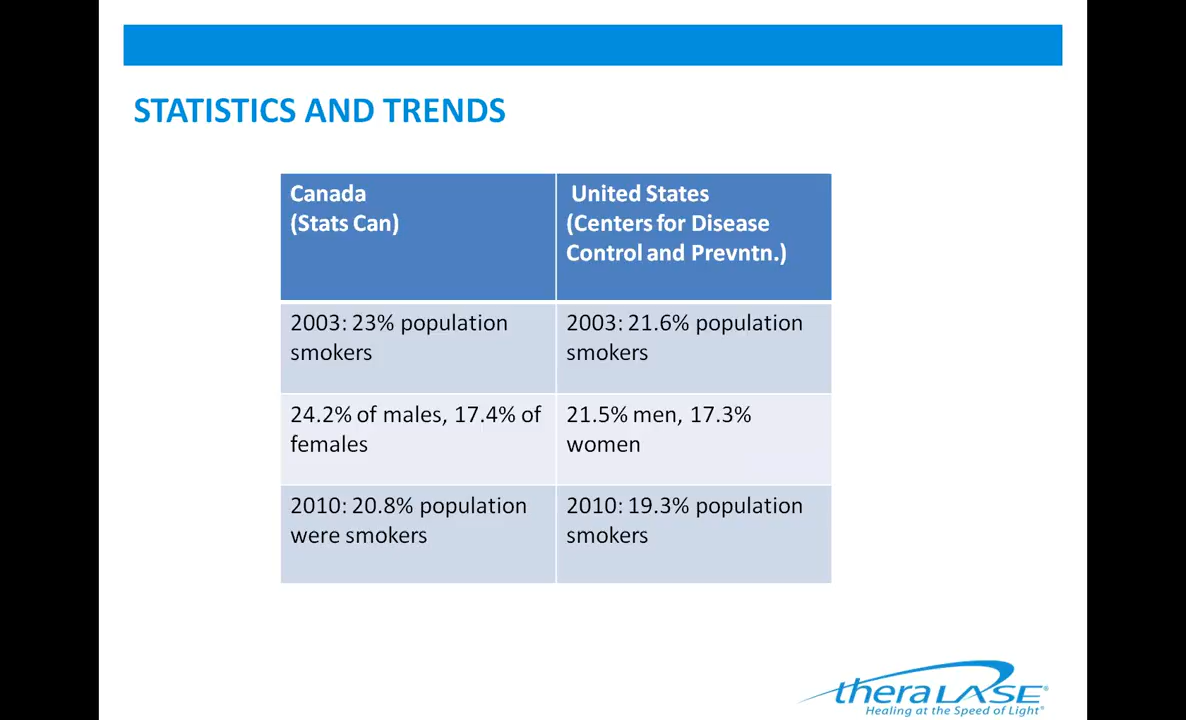 STATISTICS AND TRENDS
Canada
(Stats Can)
United States
(Centers for Disease
Control and Prevntn.)
2003: 23% population
smokers
2003: 21.6% population
smokers
24.2% of males, 17.4% of
females
21.5% men, 17.3%
women
2010: 20.8% population
were smokers
2010: 19.3% population
smokers
theraLASE®
Healing at the Speed of Light®